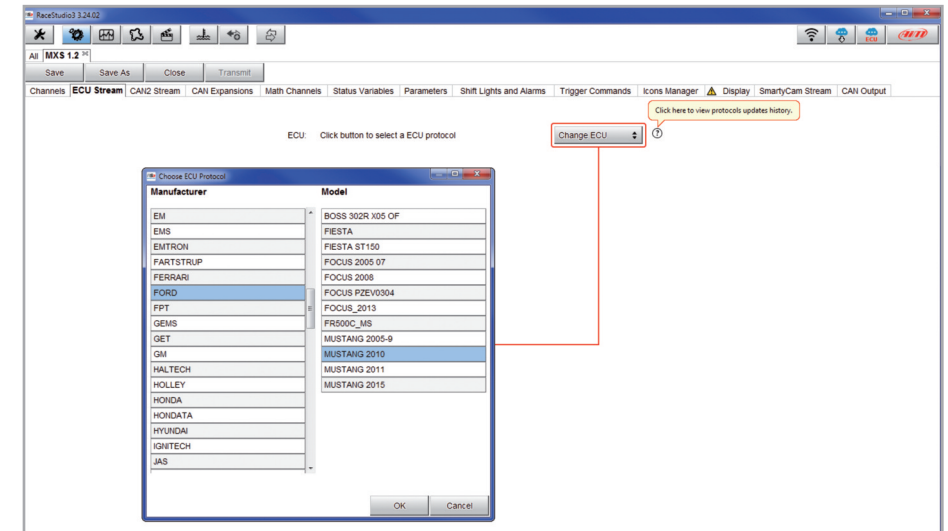 RaceStudio3 3.24.02
ECU
AiM
All MXS 1.2
Save Save As Close Transmit
Channels ECU Stream CAN2 Stream CAN Expansions Math Channels Status Variables Parameters Shift Lights and Alarms Trigger Commands Icons Manager Display SmartyCam Stream CAN Output
Click here to view protocols updates history.
ECU: Click button to select a ECU protocol Change ECU ?
Choose ECU Protocol
Manufacturer Model
EM BOSS 302R X05 OF
EMS FIESTA
EMTRON FIESTA ST150
FARTSTRUP FOCUS 2005 07
FERRARI FOCUS 2008
FORD FOCUS PZEV0304
FPT FOCUS_2013
GEMS FR500C_MS
GET MUSTANG 2005-9
GM MUSTANG 2010
HALTECH MUSTANG 2011
HOLLEY MUSTANG 2015
HONDA
HONDATA
HYUNDAI
IGNITECH
JAS
OK Cancel